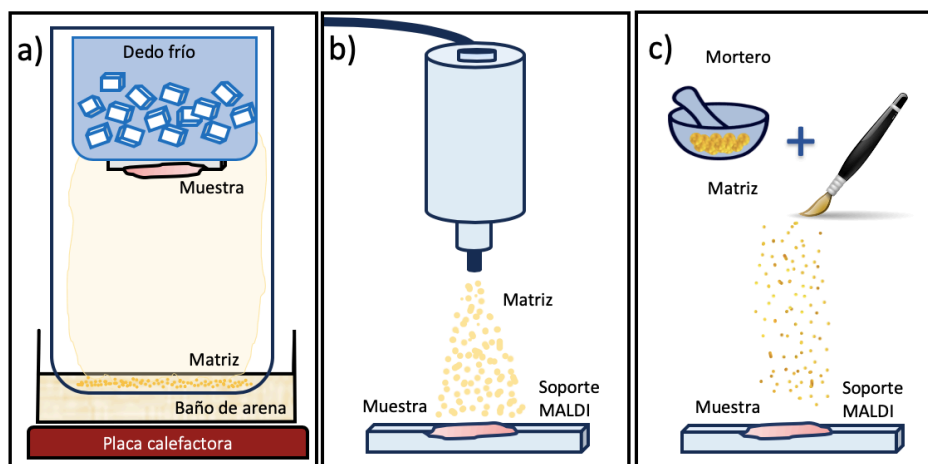 a)
Dedo frío
Muestra
Matriz
Baño de arena
Placa calefactora
b)
Matriz
Muestra
Soporte
MALDI
c)
Mortero
Matriz
Muestra
Soporte
MALDI